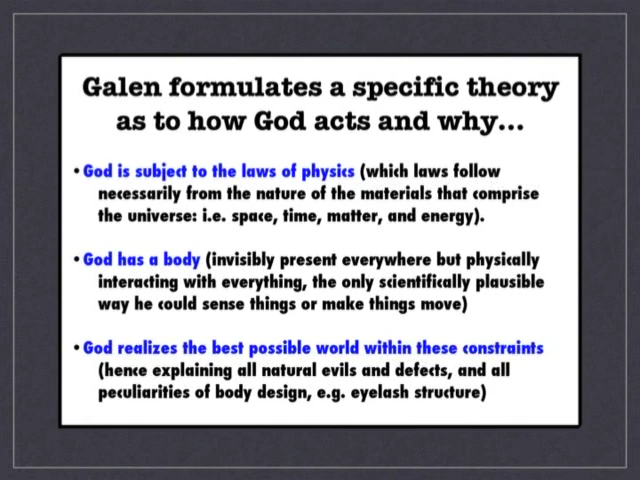 Galen formulates a specific theory
as to how God acts and why...
• God is subject to the laws of physics (which laws follow
necessarily from the nature of the materials that comprise
the universe: i.e. space, time, matter, and energy).
• God has a body (invisibly present everywhere but physically
interacting with everything, the only scientifically plausible
way he could sense things or make things move)
• God realizes the best possible world within these constraints
(hence explaining all natural evils and defects, and all
peculiarities of body design, e.g. eyelash structure)